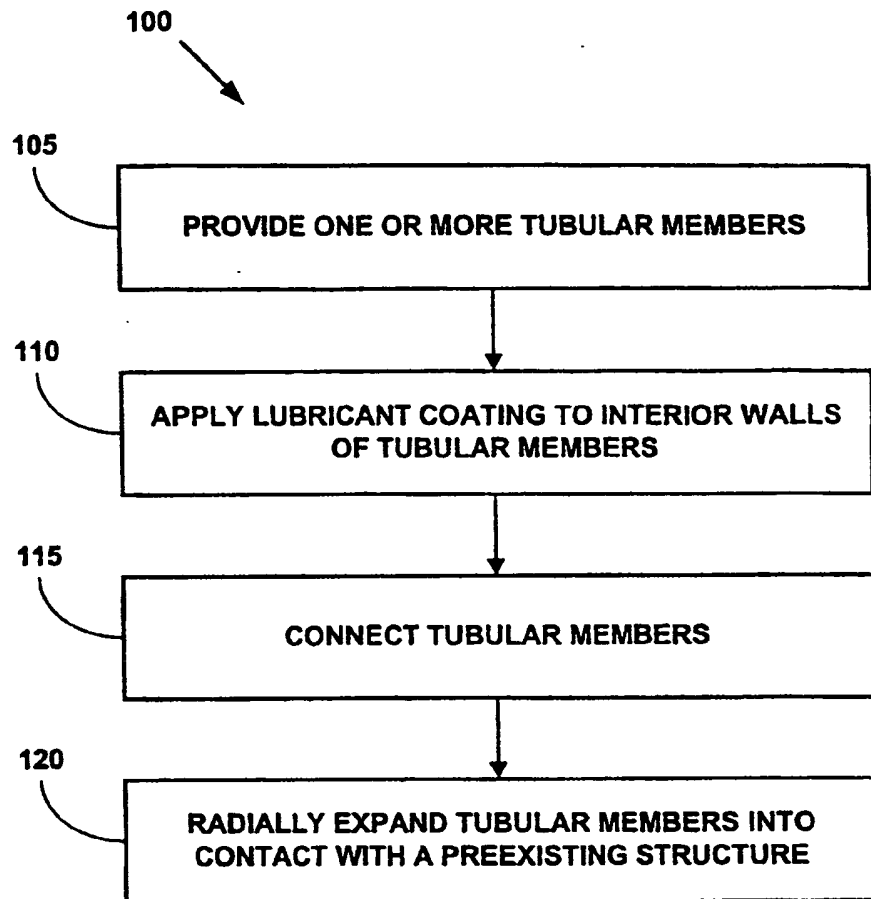 100
105
PROVIDE ONE OR MORE TUBULAR MEMBERS
110
APPLY LUBRICANT COATING TO INTERIOR WALLS
OF TUBULAR MEMBERS
115
CONNECT TUBULAR MEMBERS
120
RADIALLY EXPAND TUBULAR MEMBERS INTO
CONTACT WITH A PREEXISTING STRUCTURE